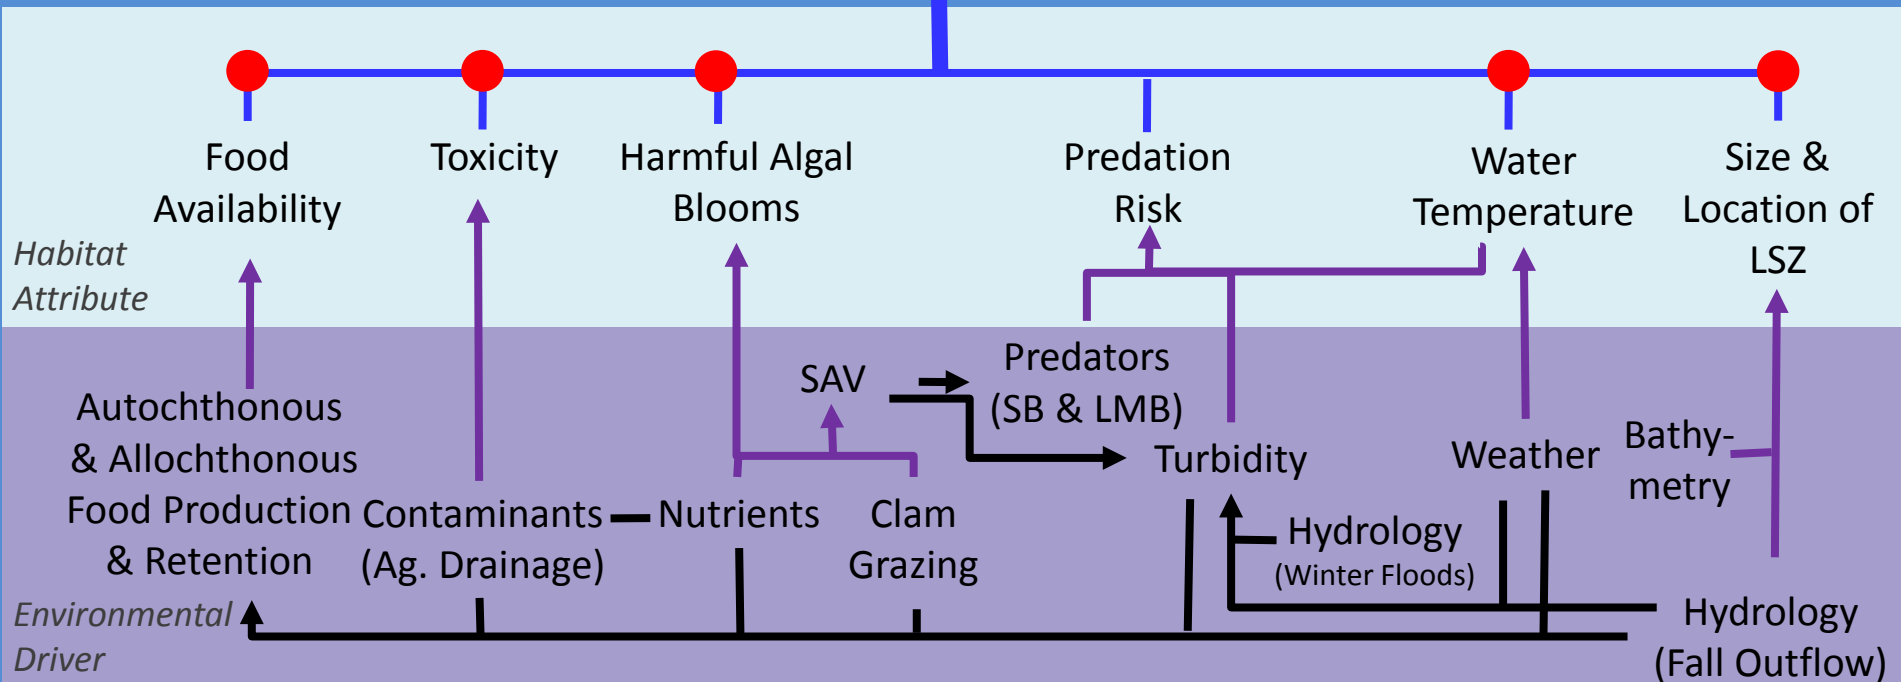 Food
Availability
Toxicity
Harmful Algal
Blooms
Predation
Risk
Water
Temperature
Size &
Location of
LSZ
Habitat
Attribute
Autochthonous
& Allochthonous
Food Production
& Retention
Contaminants
(Ag. Drainage)
Nutrients
SAV
Clam
Grazing
Predators
(SB & LMB)
Turbidity
Hydrology
(Winter Floods)
Weather
Bathy-
metry
Hydrology
(Fall Outflow)
Environmental
Driver